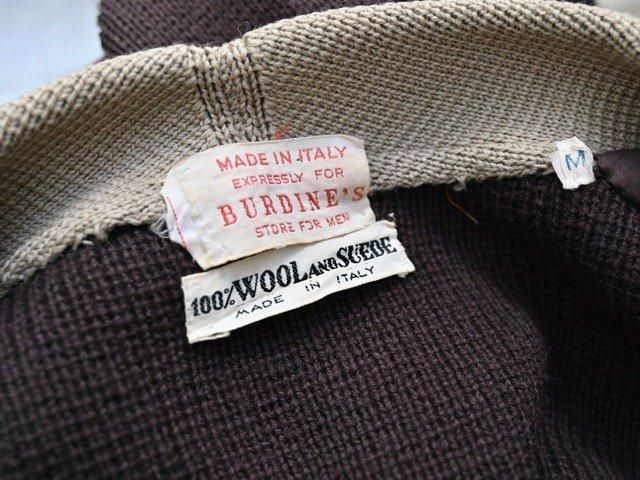 MADE IN ITALY
EXPRESSLY FOR
BURDINE'S
STORE FOR MEN
M
100% WOOL AND SUEDE
MADE IN ITALY